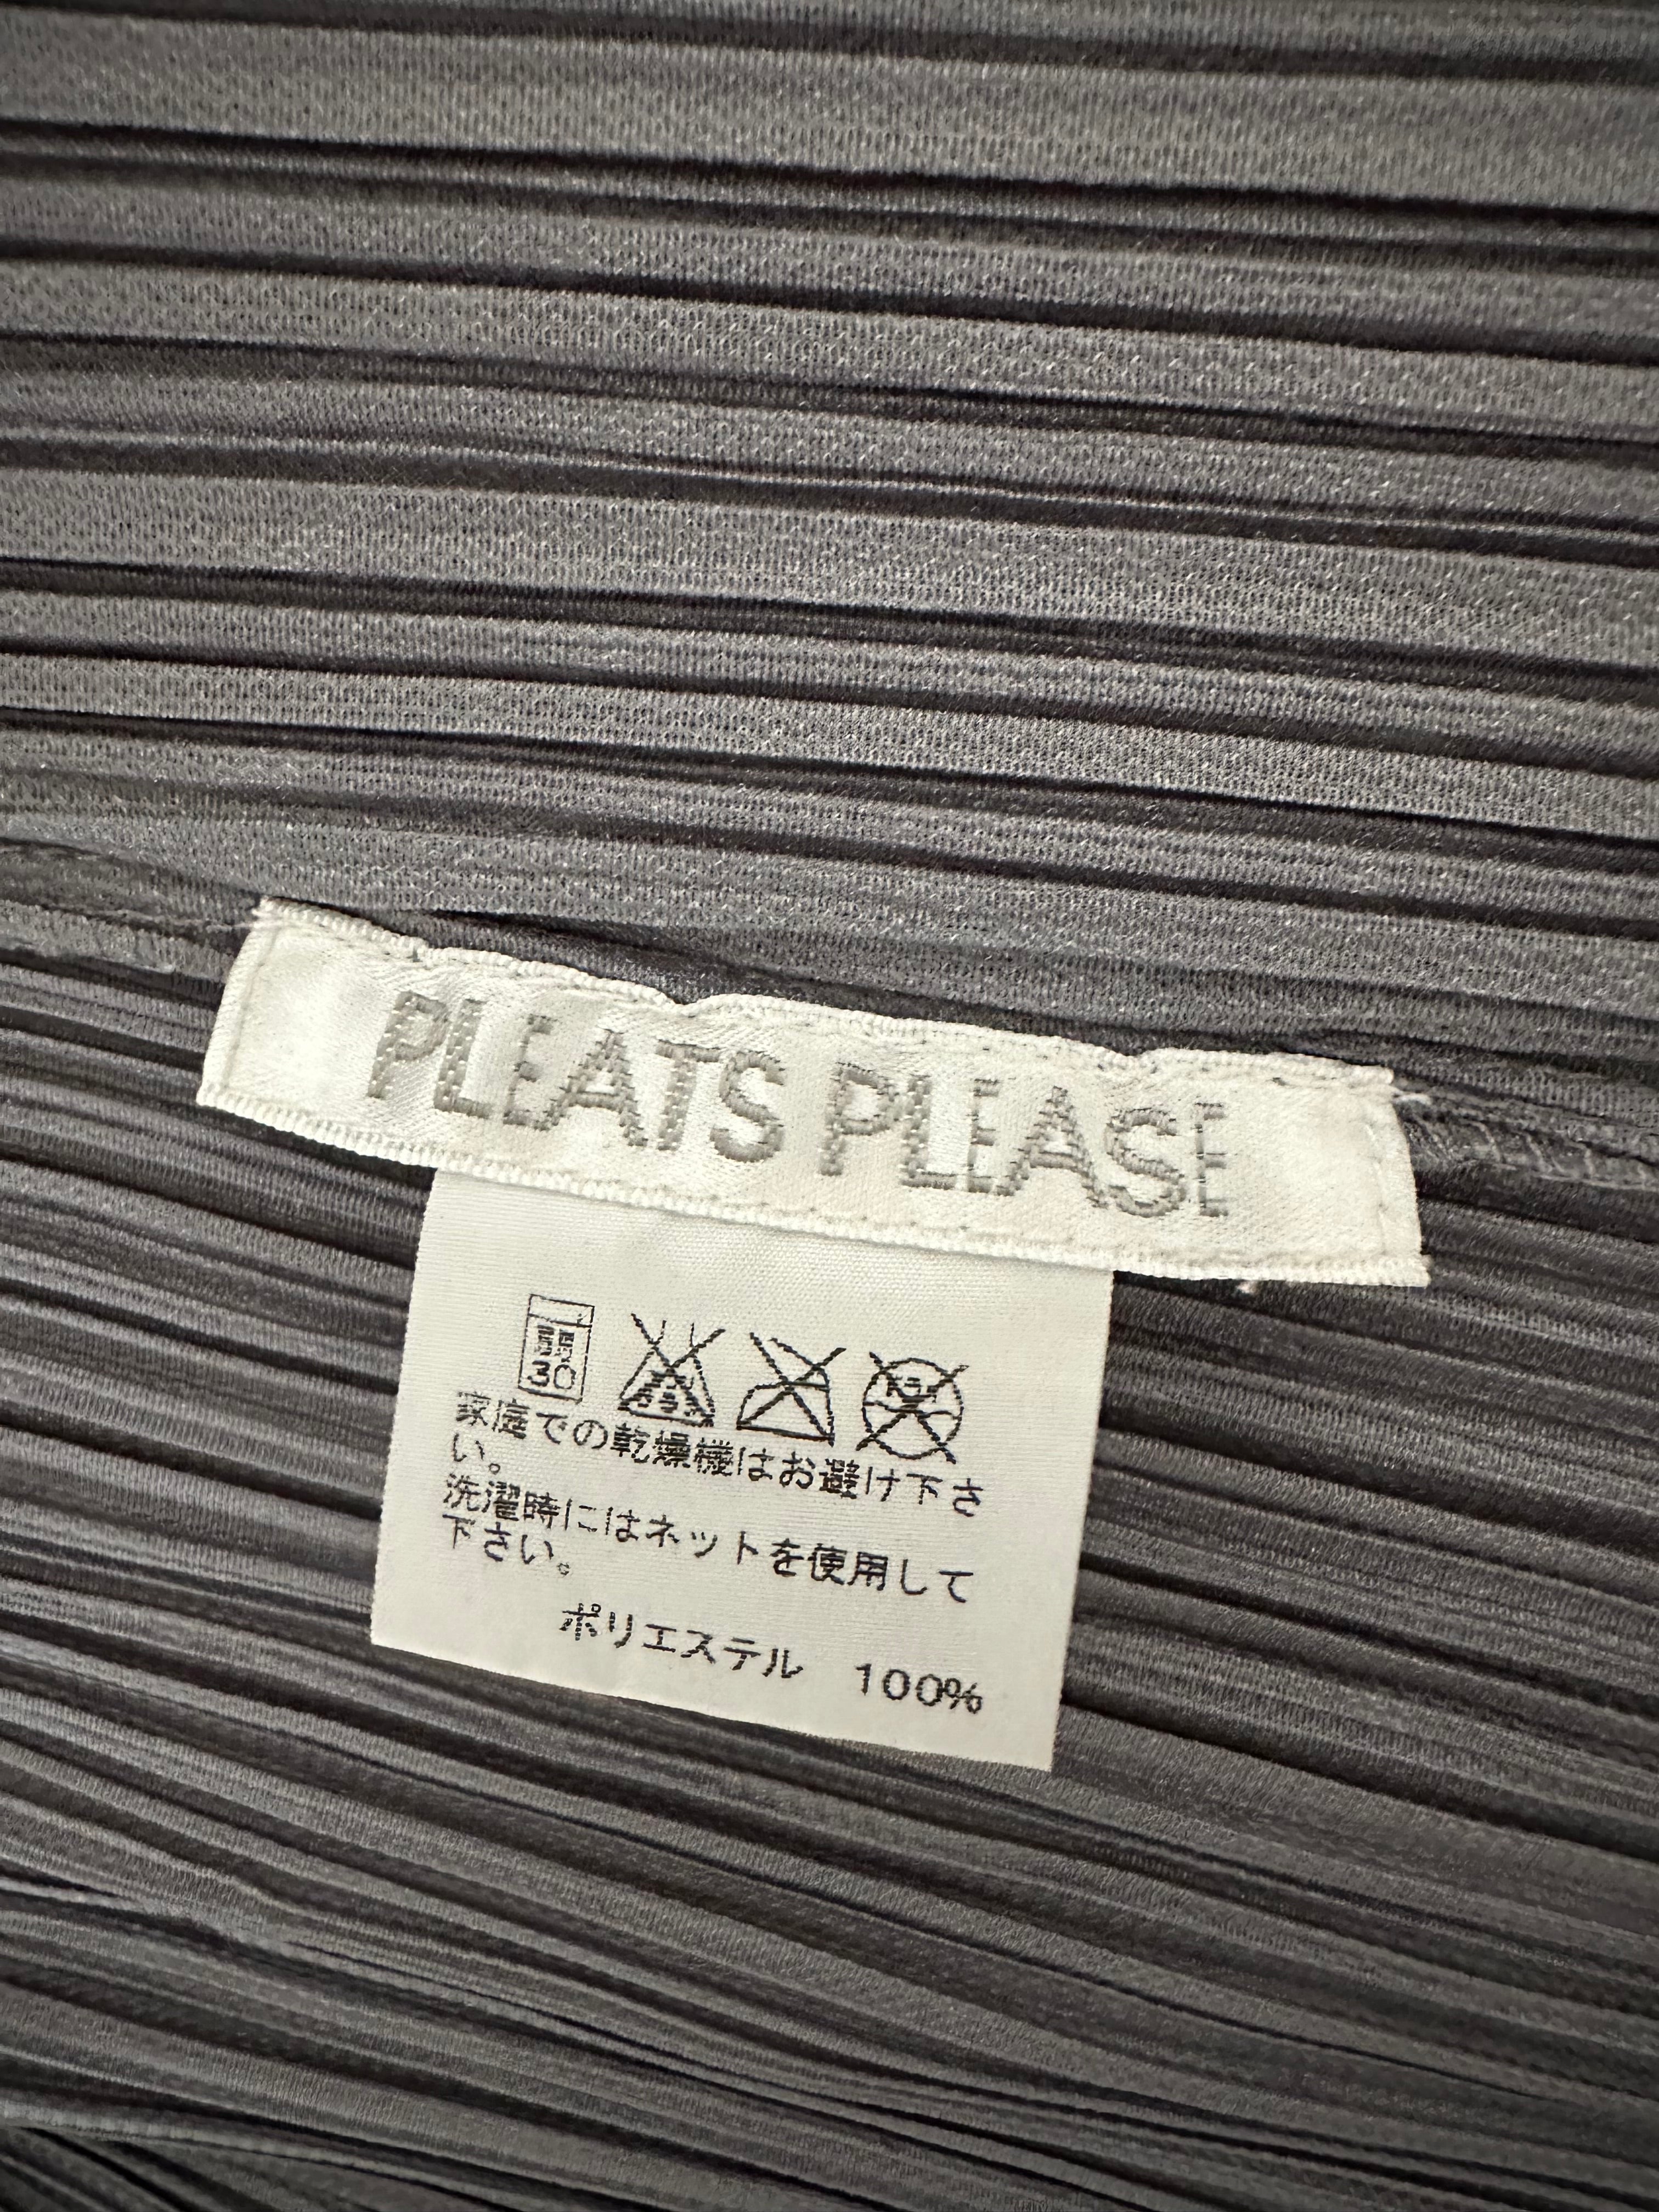 PLEATS PLEASE
30
家庭での乾燥機はお避け下さ
い。
洗濯時にはネットを使用して
下さい。
ポリエステル 100%